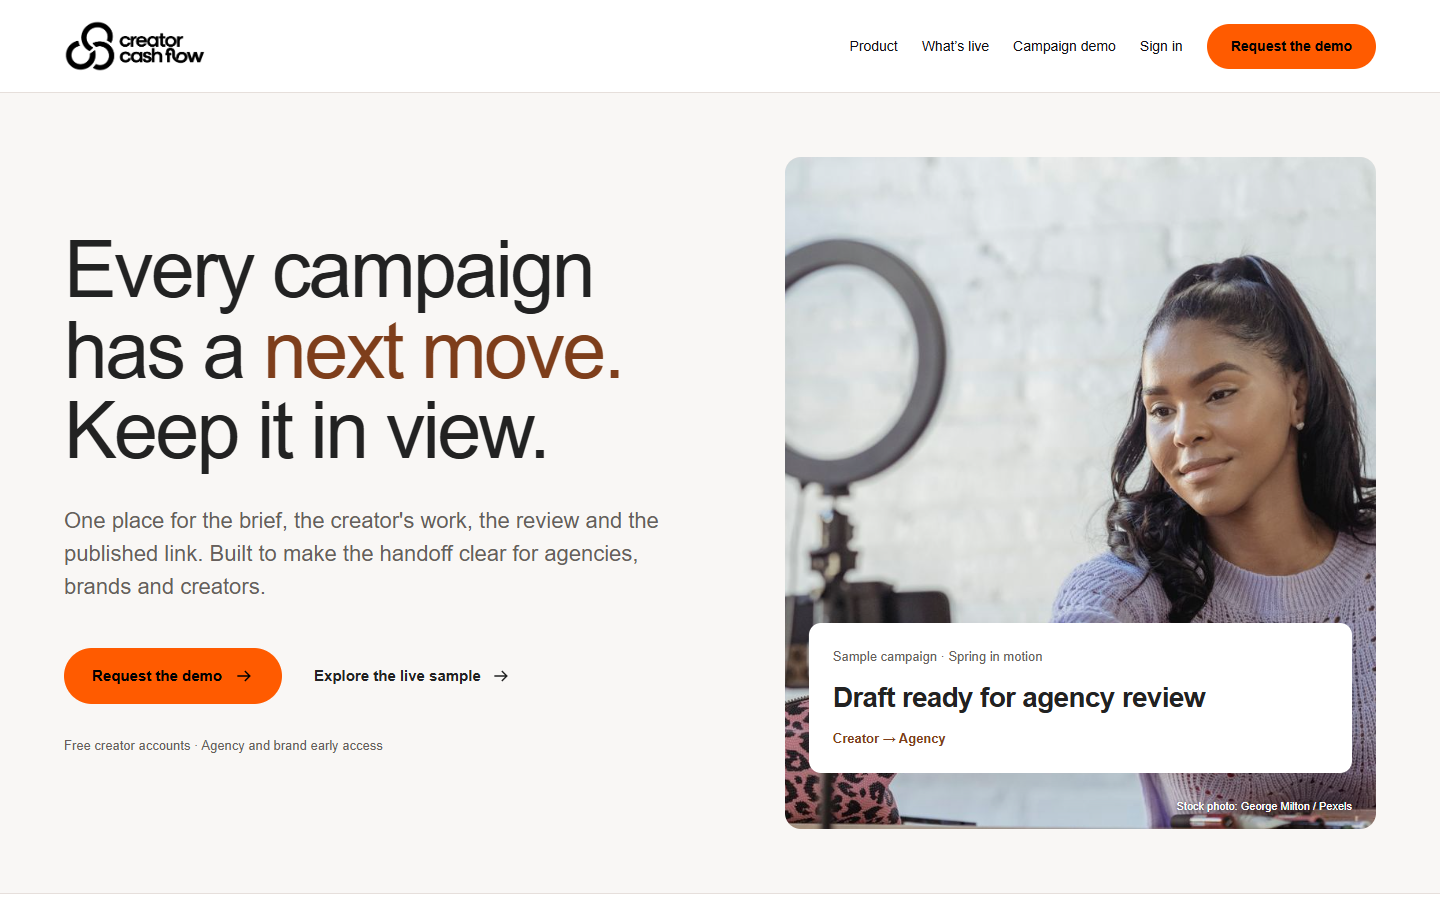 creator
cash flow
Product
What's live
Campaign demo
Sign in
Request the demo
Every campaign
has a next move.
Keep it in view.
One place for the brief, the creator's work, the review and the
published link. Built to make the handoff clear for agencies,
brands and creators.
Request the demo →
Explore the live sample →
Free creator accounts · Agency and brand early access
Sample campaign · Spring in motion
Draft ready for agency review
Creator → Agency
Stock photo: George Milton / Pexels